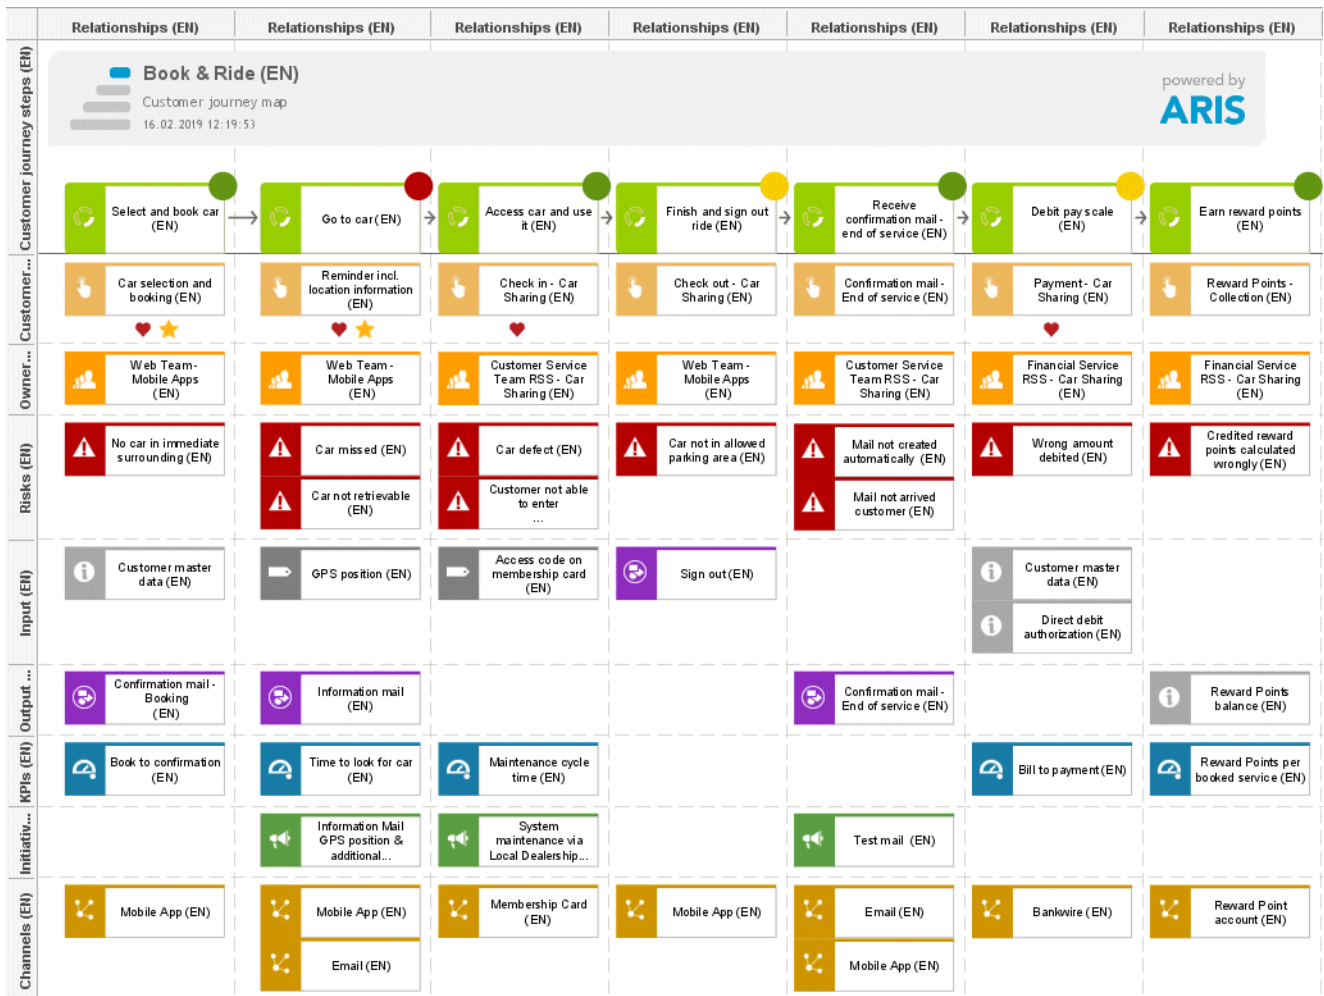 Relationships (EN)
Relationships (EN)
Relationships (EN)
Relationships (EN)
Relationships (EN)
Relationships (EN)
Relationships (EN)
Customer journey steps (EN)
Book & Ride (EN)
Customer journey map
16.02.2019 12:19:53
powered by
ARIS
Select and book car
(EN)
Go to car (EN)
Access car and use
it (EN)
Finish and sign out
ride (EN)
Receive
confirmation mail -
end of service (EN)
Debit pay scale
(EN)
Earn reward points
(EN)
Customer...
Car selection and
booking (EN)
Reminder incl.
location information
(EN)
Check in - Car
Sharing (EN)
Check out - Car
Sharing (EN)
Confirmation mail -
End of service (EN)
Payment - Car
Sharing (EN)
Reward Points -
Collection (EN)
Owner...
Web Team -
Mobile Apps
(EN)
Web Team -
Mobile Apps
(EN)
Customer Service
Team RSS - Car
Sharing (EN)
Web Team -
Mobile Apps
(EN)
Customer Service
Team RSS - Car
Sharing (EN)
Financial Service
RSS - Car Sharing
(EN)
Financial Service
RSS - Car Sharing
(EN)
Risks (EN)
No car in immediate
surrounding (EN)
Car missed (EN)
Car not retrievable
(EN)
Car defect (EN)
Customer not able
to enter
...
Car not in allowed
parking area (EN)
Mail not created
automatically (EN)
Mail not arrived
customer (EN)
Wrong amount
debited (EN)
Credited reward
points calculated
wrongly (EN)
Input (EN)
Customer master
data (EN)
GPS position (EN)
Access code on
membership card
(EN)
Sign out (EN)
Customer master
data (EN)
Direct debit
authorization (EN)
Output ...
Confirmation mail -
Booking
(EN)
Information mail
(EN)
Confirmation mail -
End of service (EN)
Reward Points
balance (EN)
KPIs (EN)
Book to confirmation
(EN)
Time to look for car
(EN)
Maintenance cycle
time (EN)
Bill to payment (EN)
Reward Points per
booked service (EN)
Initiativ...
Information Mail
GPS position &
additional...
System
maintenance via
Local Dealership...
Test mail (EN)
Channels (EN)
Mobile App (EN)
Mobile App (EN)
Email (EN)
Membership Card
(EN)
Mobile App (EN)
Email (EN)
Mobile App (EN)
Bankwire (EN)
Reward Point
account (EN)